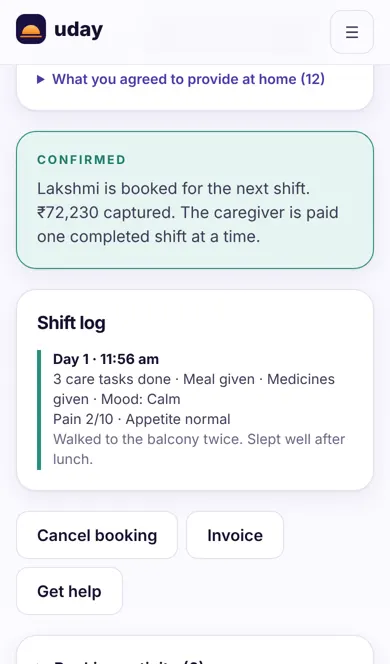 uday
☰
▶ What you agreed to provide at home (12)
CONFIRMED
Lakshmi is booked for the next shift.
₹72,230 captured. The caregiver is paid
one completed shift at a time.
Shift log
Day 1 · 11:56 am
3 care tasks done · Meal given · Medicines
given · Mood: Calm
Pain 2/10 · Appetite normal
Walked to the balcony twice. Slept well after
lunch.
Cancel booking
Invoice
Get help